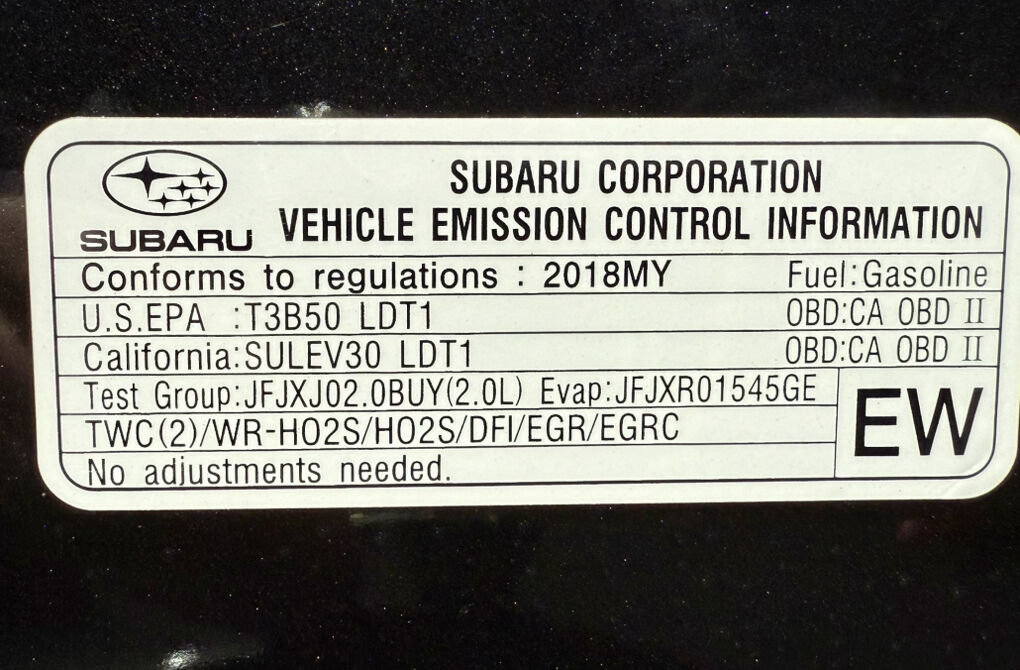 SUBARU
SUBARU CORPORATION
VEHICLE EMISSION CONTROL INFORMATION
Conforms to regulations : 2018MY Fuel:Gasoline
U.S.EPA :T3B50 LDT1 OBD:CA OBD II
California:SULEV30 LDT1 OBD:CA OBD II
Test Group:JFJXJ02.0BUY(2.0L) Evap:JFJXR01545GE
TWC(2)/WR-HO2S/HO2S/DFI/EGR/EGRC
No adjustments needed.
EW